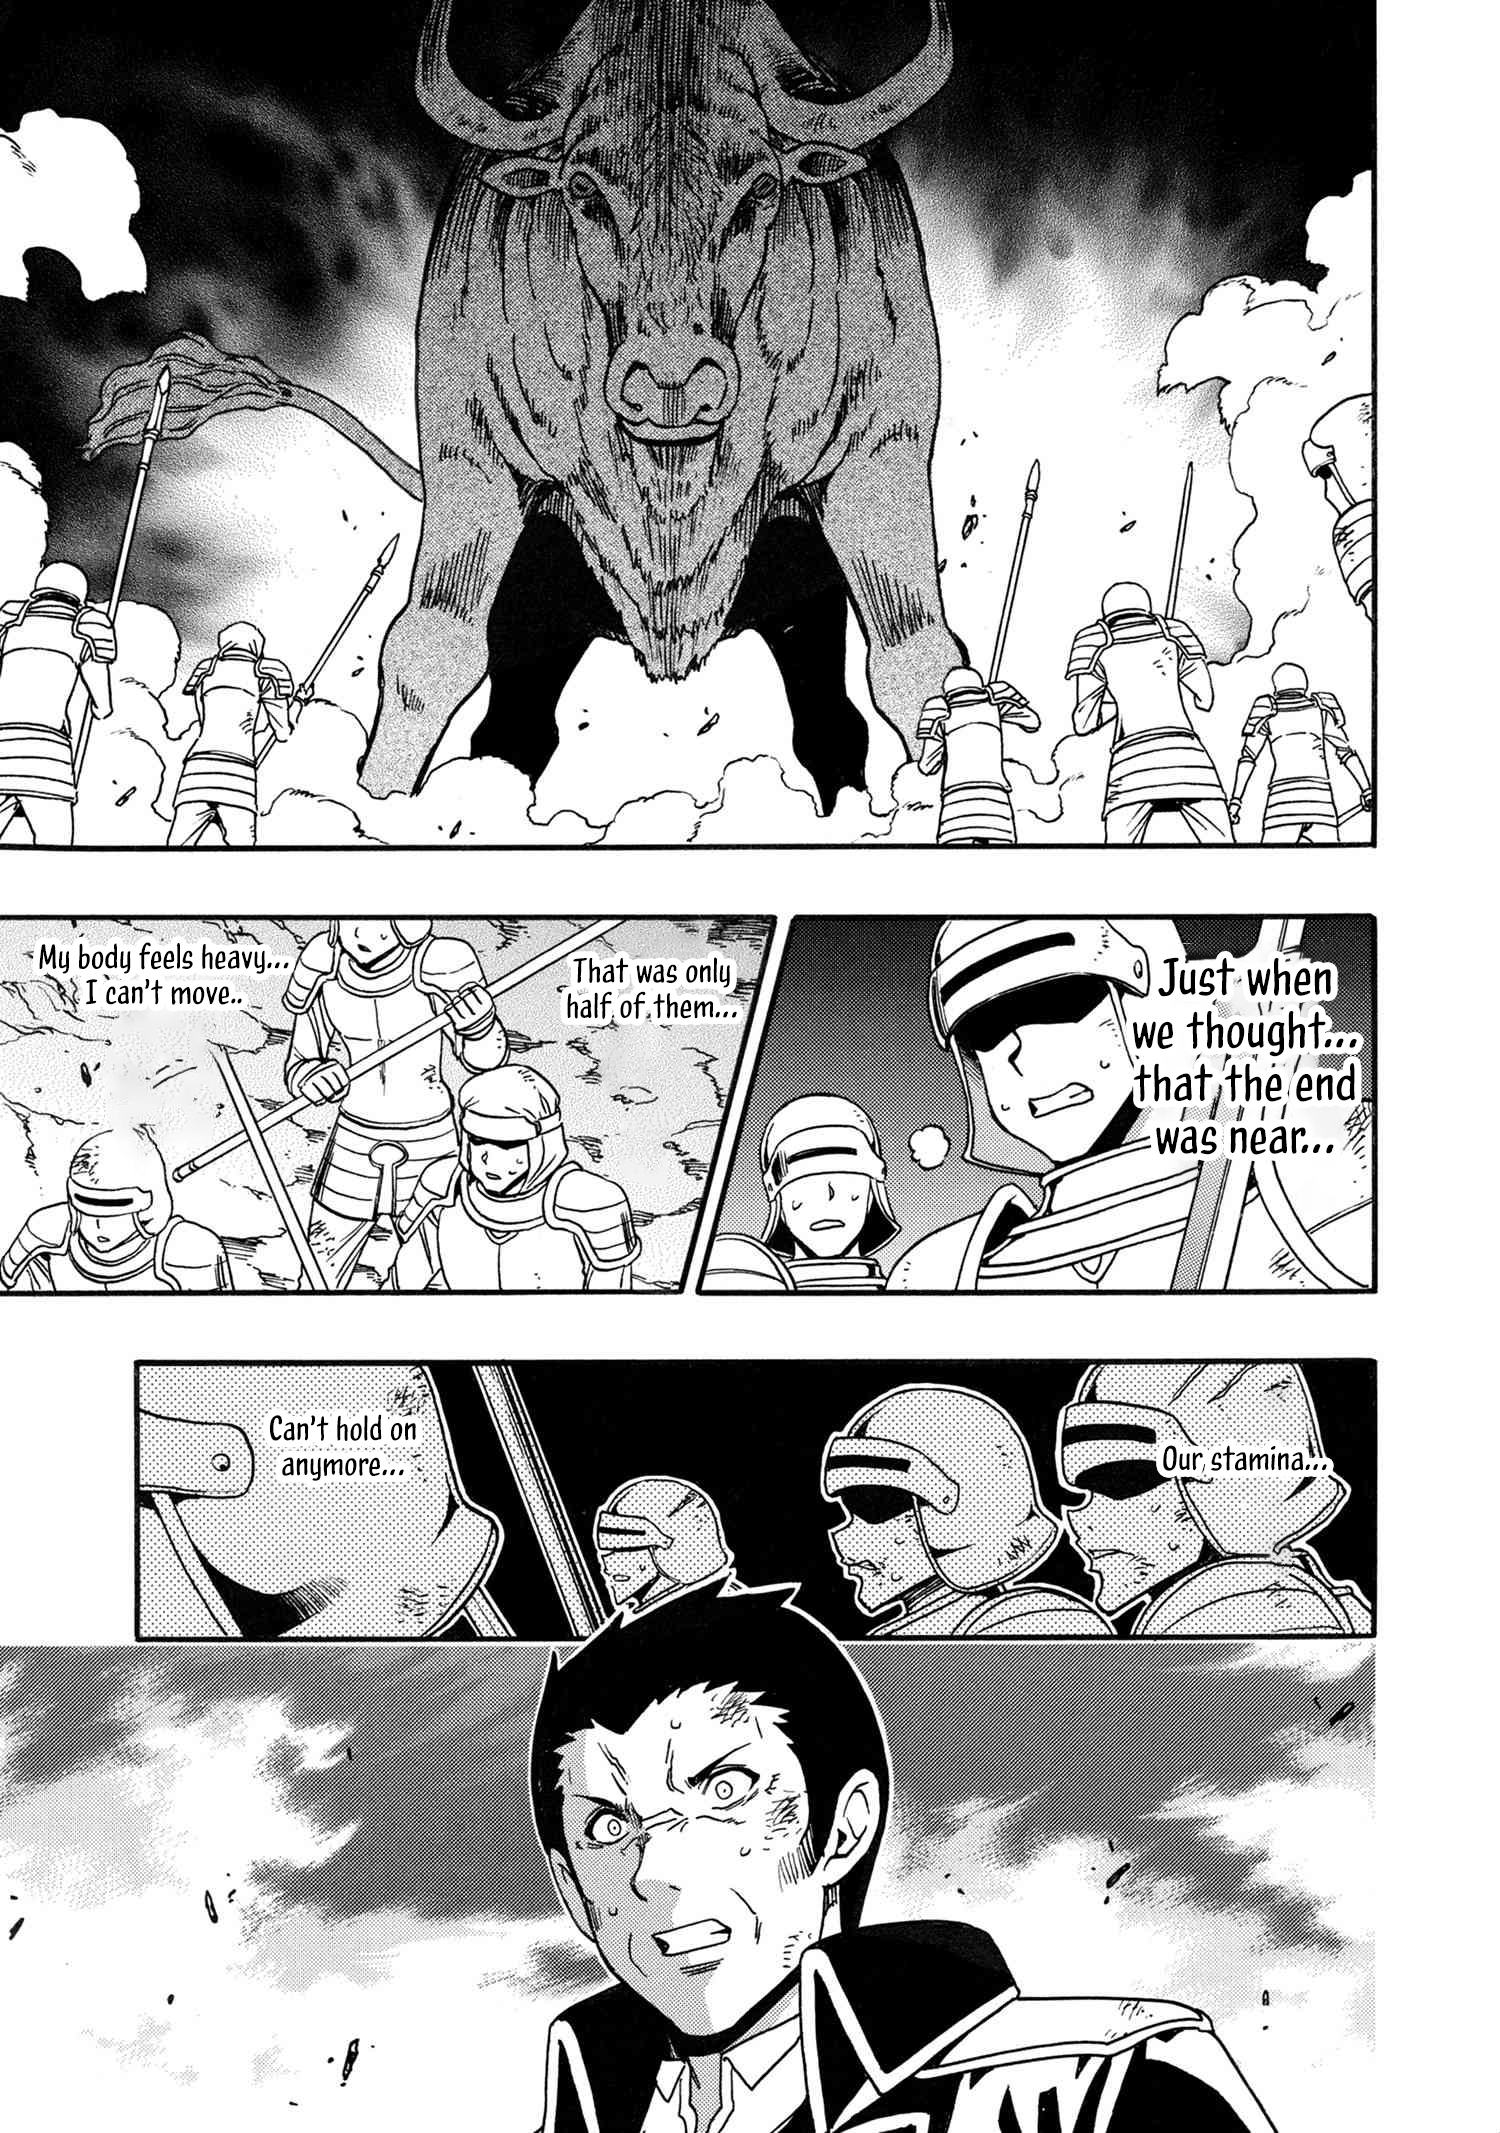 Just when
we thought...
that the end
was near...
That was only
half of them...
My body feels heavy...
I can't move..
Our stamina...
Can't hold on
anymore...